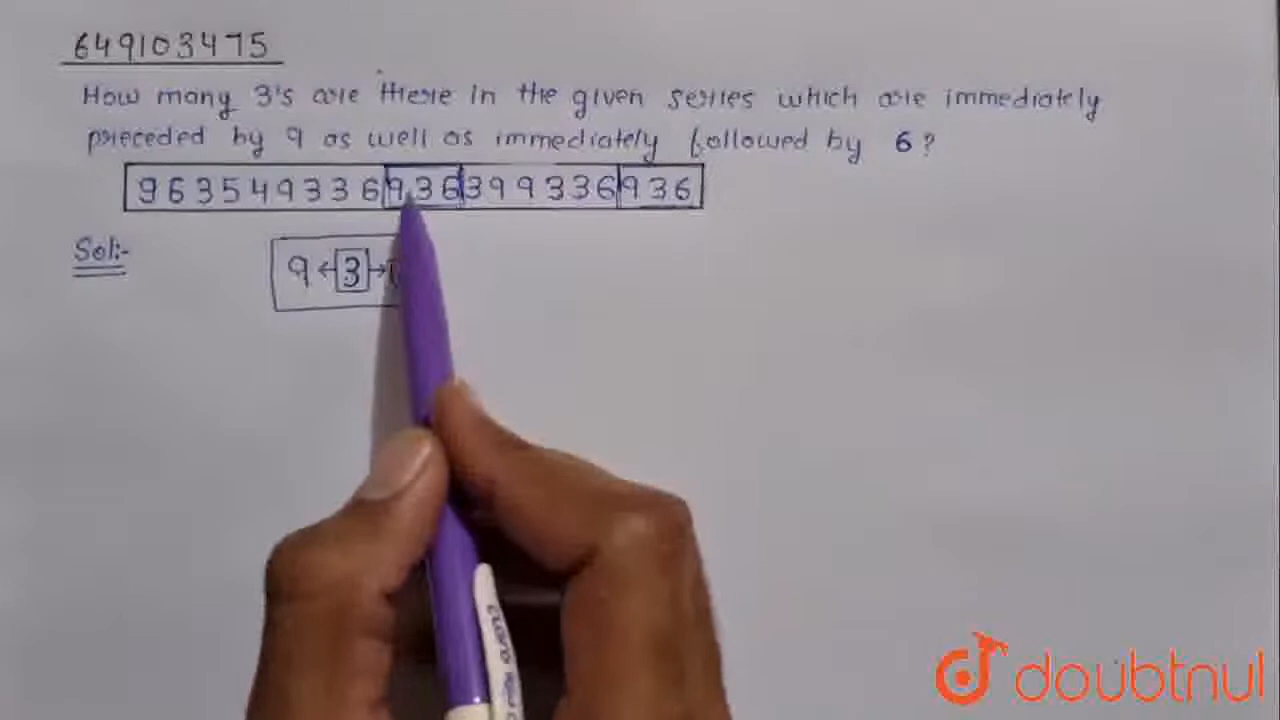 649103475
How many 3's are there in the given series which are immediately
preceded by 9 as well as immediately followed by 6?
9 6 3 5 4 9 3 3 6 9 3 6 3 9 9 3 3 6 9 3 6
Sol:-
9 ← 3 →
doubtnut